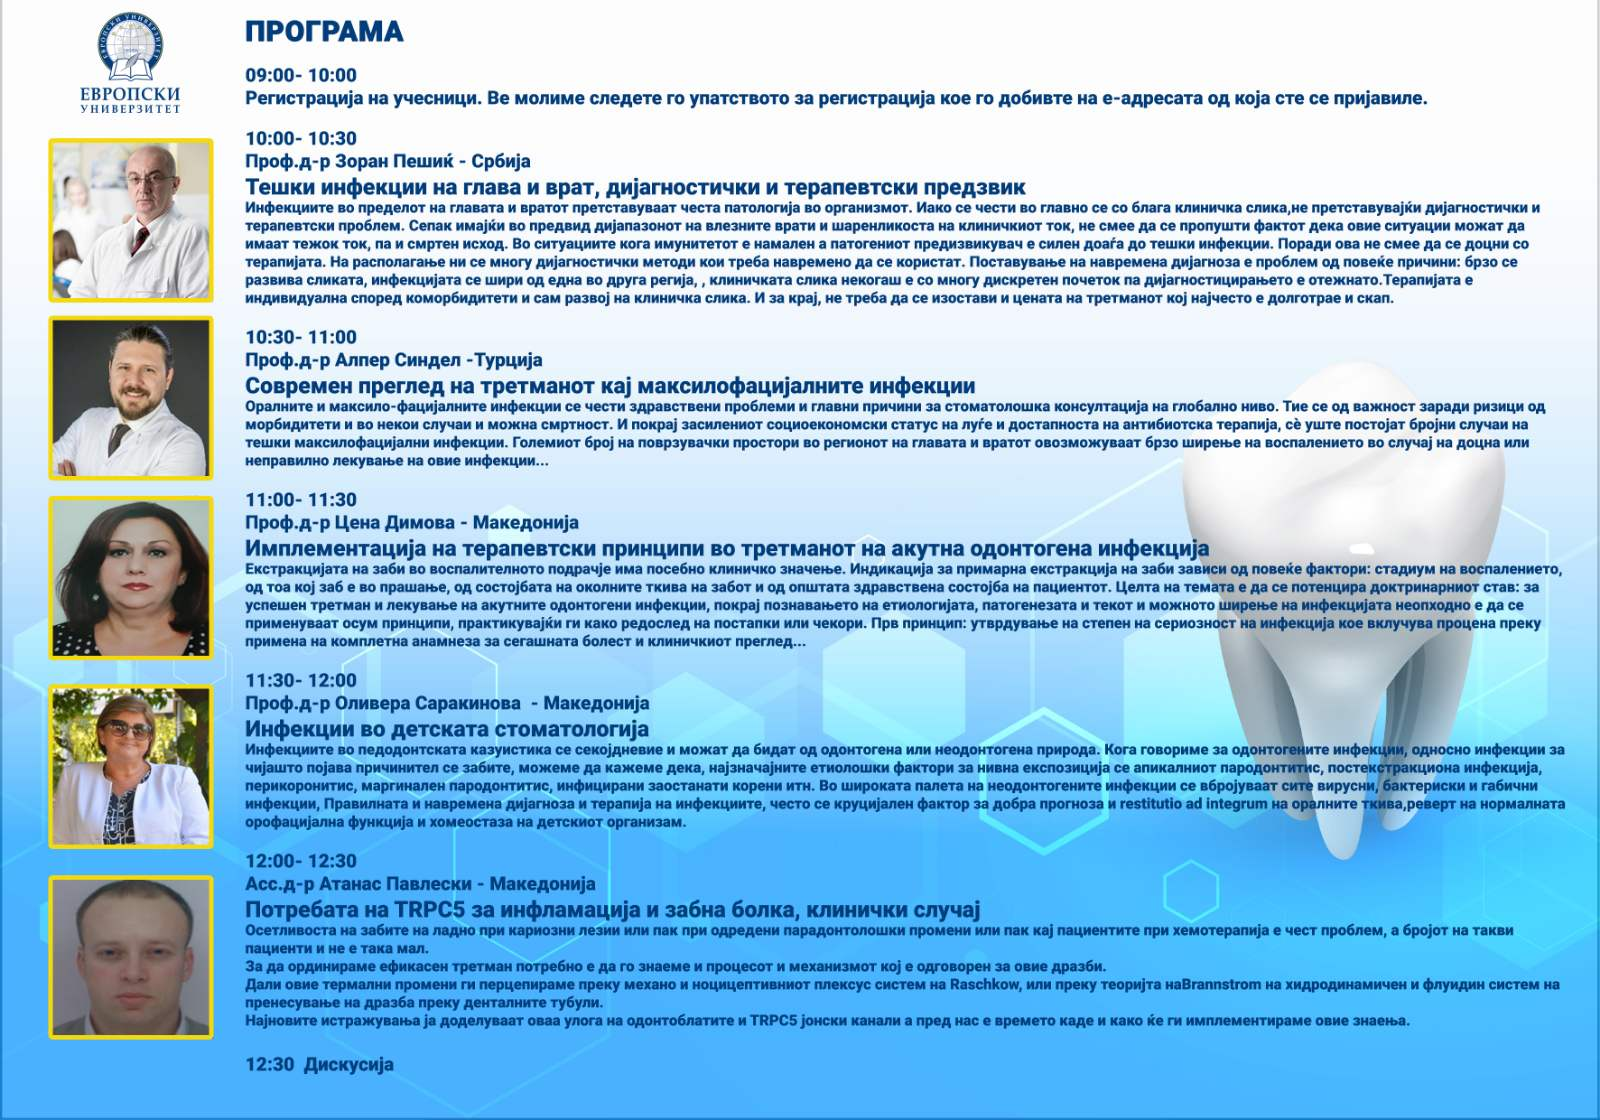 ЕВРОПСКИ УНИВЕРЗИТЕТ
ЕВРОПСКИ
УНИВЕРЗИТЕТ
ПРОГРАМА
09:00- 10:00
Регистрација на учесници. Ве молиме следете го упатството за регистрација кое го добивте на е-адресата од која сте се пријавиле.
10:00- 10:30
Проф.д-р Зоран Пешиќ - Србија
Тешки инфекции на глава и врат, дијагностички и терапевтски предзвик
Инфекциите во пределот на главата и вратот претставуваат честа патологија во организмот. Иако се чести во главно се со блага клиничка слика,не претставувајќи дијагностички и
терапевтски проблем. Сепак имајќи во предвид дијапазонот на влезните врати и шаренликоста на клиничкиот ток, не смее да се пропушти фактот дека овие ситуации можат да
имаат тежок ток, па и смртен исход. Во ситуациите кога имунитетот е намален а патогениот предизвикувач е силен доаѓа до тешки инфекции. Поради ова не смее да се доцни со
терапијата. На располагање ни се многу дијагностички методи кои треба навремено да се користат. Поставување на навремена дијагноза е проблем од повеќе причини: брзо се
развива сликата, инфекцијата се шири од една во друга регија, , клиничката слика некогаш е со многу дискретен почеток па дијагностицирањето е отежнато.Терапијата е
индивидуална според коморбидитети и сам развој на клиничка слика. И за крај, не треба да се изостави и цената на третманот кој најчесто е долготрае и скап.
10:30- 11:00
Проф.д-р Алпер Синдел -Турција
Современ преглед на третманот кај максилофацијалните инфекции
Оралните и максило-фацијалните инфекции се чести здравствени проблеми и главни причини за стоматолошка консултација на глобално ниво. Тие се од важност заради ризици од
морбидитети и во некои случаи и можна смртност. И покрај засилениот социоекономски статус на луѓе и достапноста на антибиотска терапија, сѐ уште постојат бројни случаи на
тешки максилофацијални инфекции. Големиот број на поврзувачки простори во регионот на главата и вратот овозможуваат брзо ширење на воспалението во случај на доцна или
неправилно лекување на овие инфекции...
11:00- 11:30
Проф.д-р Цена Димова - Македонија
Имплементација на терапевтски принципи во третманот на акутна одонтогена инфекција
Екстракцијата на заби во воспалителното подрачје има посебно клиничко значење. Индикација за примарна екстракција на заби зависи од повеќе фактори: стадиум на воспалението,
од тоа кој заб е во прашање, од состојбата на околните ткива на забот и од општата здравствена состојба на пациентот. Целта на темата е да се потенцира доктринарниот став: за
успешен третман и лекување на акутните одонтогени инфекции, покрај познавањето на етиологијата, патогенезата и текот и можното ширење на инфекцијата неопходно е да се
применуваат осум принципи, практикувајќи ги како редослед на постапки или чекори. Прв принцип: утврдување на степен на сериозност на инфекција кое вклучува процена преку
примена на комплетна анамнеза за сегашната болест и клиничкиот преглед...
11:30- 12:00
Проф.д-р Оливера Саракинова - Македонија
Инфекции во детската стоматологија
Инфекциите во педодонтската казуистика се секојдневие и можат да бидат од одонтогена или неодонтогена природа. Кога говориме за одонтогените инфекции, односно инфекции за
чијашто појава причинител се забите, можеме да кажеме дека, најзначајните етиолошки фактори за нивна експозиција се апикалниот пародонтитис, постекстракциона инфекција,
перикоронитис, маргинален пародонтитис, инфицирани заостанати корени итн. Во широката палета на неодонтогените инфекции се вбројуваат сите вирусни, бактериски и габични
инфекции, Правилната и навремена дијагноза и терапија на инфекциите, често се круцијален фактор за добра прогноза и restitutio ad integrum на оралните ткива,реверт на нормалната
орофацијална функција и хомеостаза на детскиот организам.
12:00- 12:30
Асс.д-р Атанас Павлески - Македонија
Потребата на TRPC5 за инфламација и забна болка, клинички случај
Осетливоста на забите на ладно при кариозни лезии или пак при одредени парадонтолошки промени или пак кај пациентите при хемотерапија е чест проблем, а бројот на такви
пациенти и не е така мал.
За да ординираме ефикасен третман потребно е да го знаеме и процесот и механизмот кој е одговорен за овие дразби.
Дали овие термални промени ги перцепираме преку механо и ноцицептивниот плексус систем на Raschkow, или преку теоријта наBrannstrom на хидродинамичен и флуидин систем на
пренесување на дразба преку денталните тубули.
Најновите истражувања ја доделуваат оваа улога на одонтоблатите и TRPC5 јонски канали а пред нас е времето каде и како ќе ги имплементираме овие знаења.
12:30 Дискусија